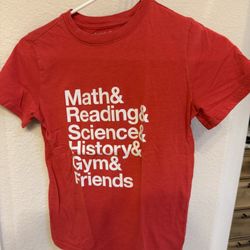 Math&
Reading&
Science&
History&
Gym&
Friends